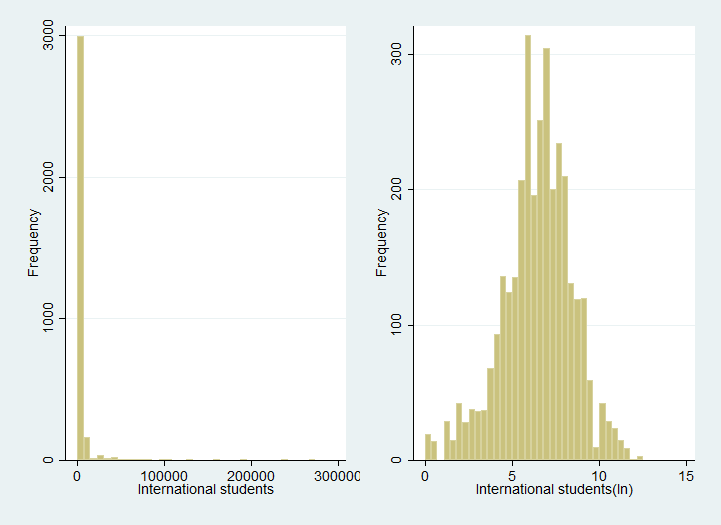 3000
2000
1000
0
Frequency
0 100000 200000 300000
International students
300
200
100
0
Frequency
0 5 10 15
International students(ln)